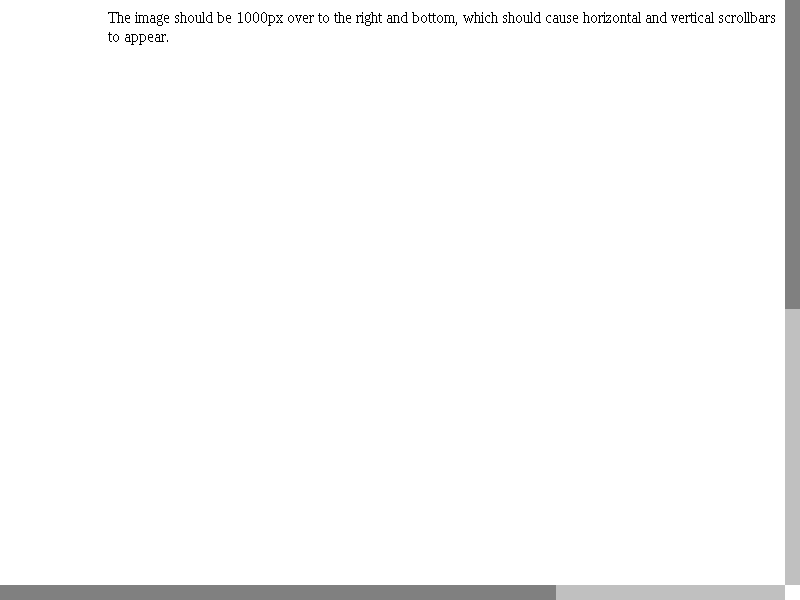 The image should be 1000px over to the right and bottom, which should cause horizontal and vertical scrollbars
to appear.